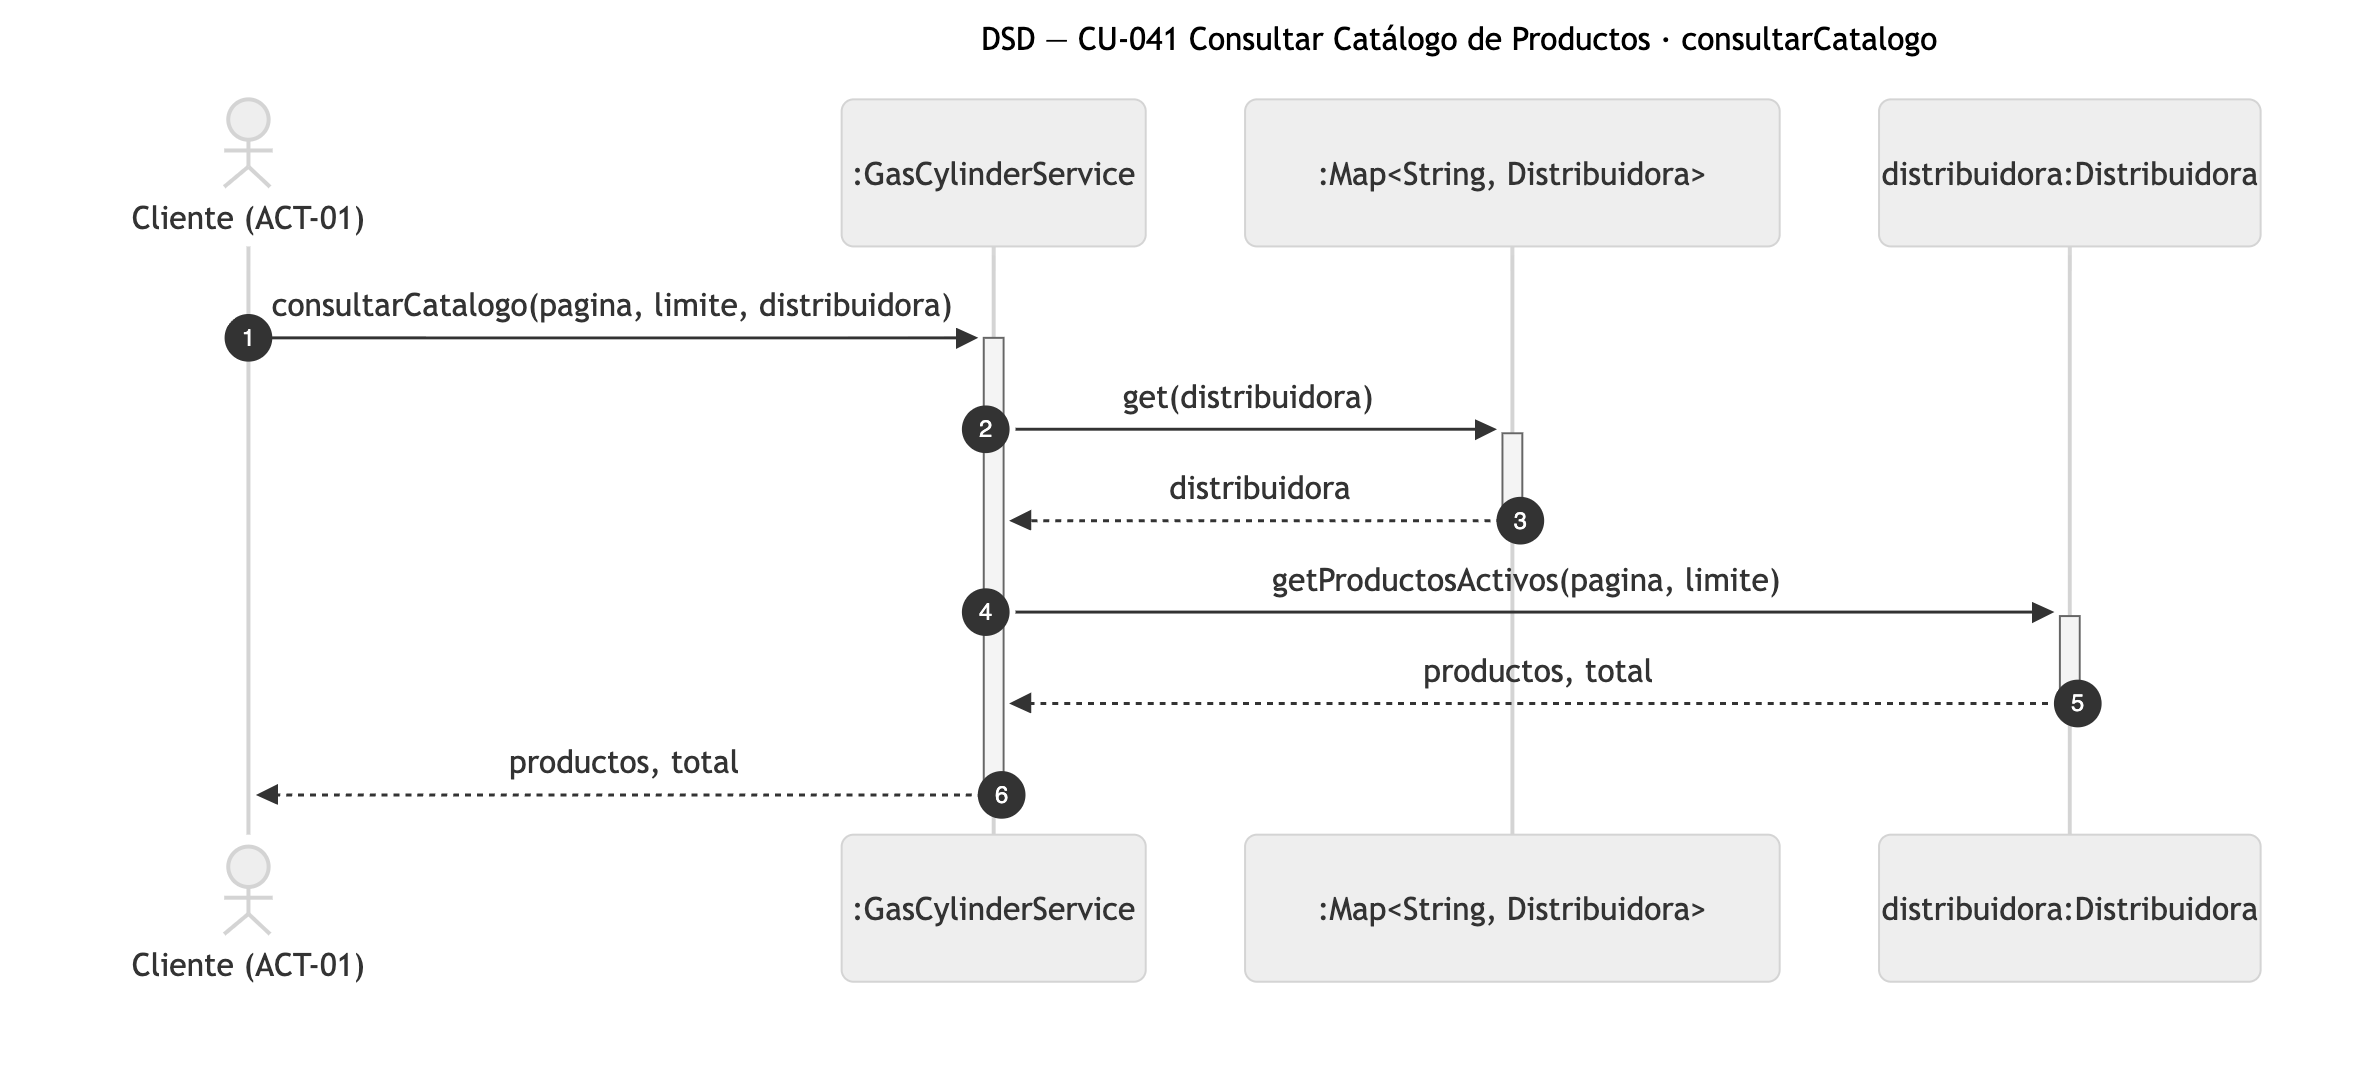 DSD — CU-041 Consultar Catálogo de Productos · consultarCatalogo
Cliente (ACT-01)
:GasCylinderService
:Map<String, Distribuidora>
distribuidora:Distribuidora
consultarCatalogo(pagina, limite, distribuidora)
1
get(distribuidora)
2
distribuidora
3
getProductosActivos(pagina, limite)
4
productos, total
5
productos, total
6
Cliente (ACT-01)
:GasCylinderService
:Map<String, Distribuidora>
distribuidora:Distribuidora